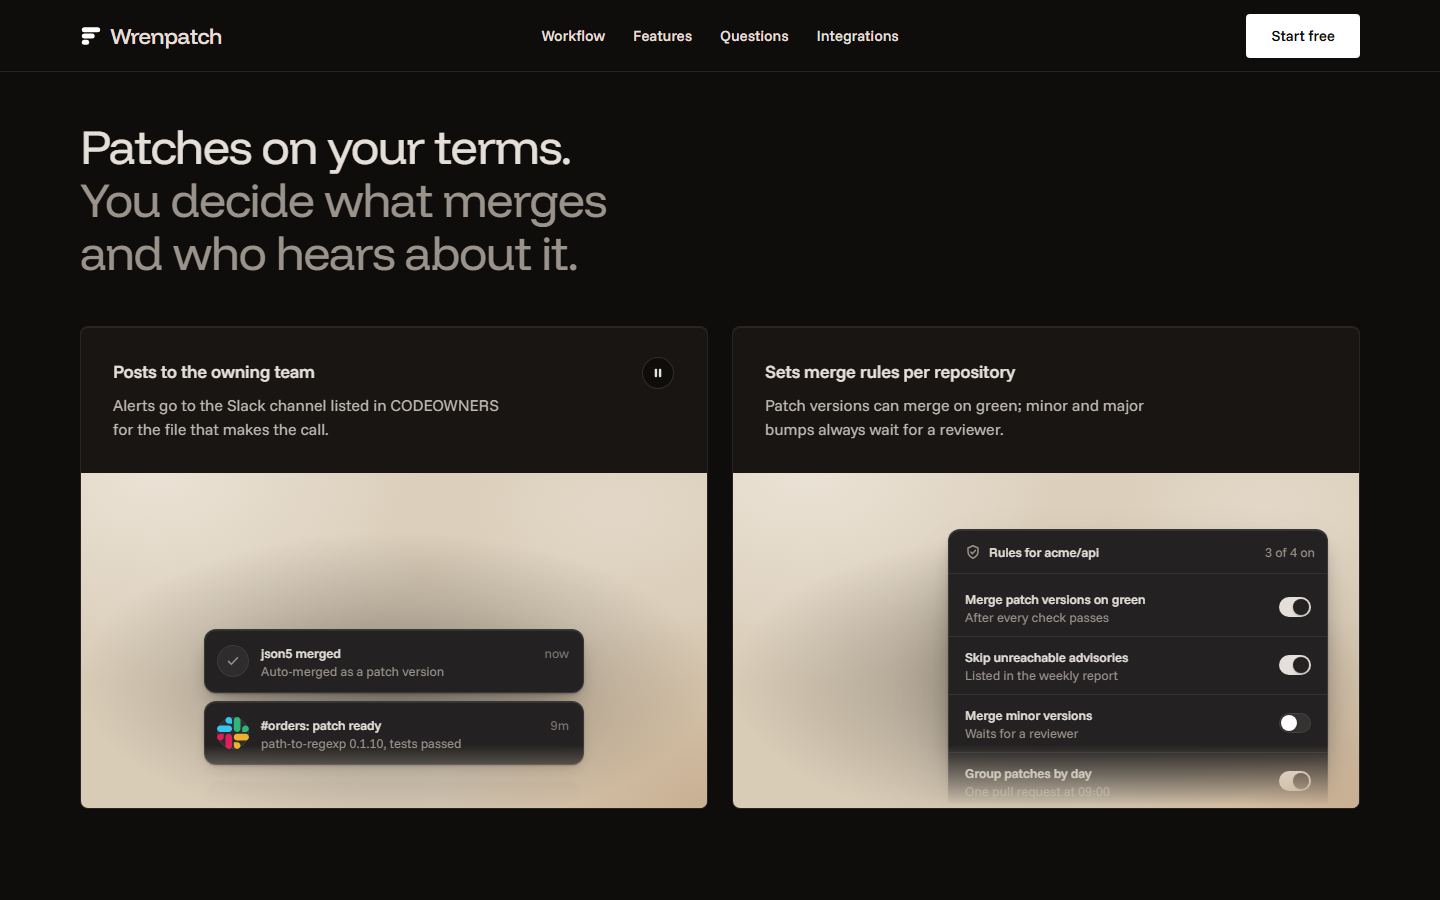 Wrenpatch
Workflow
Features
Questions
Integrations
Start free
Patches on your terms.
You decide what merges
and who hears about it.
Posts to the owning team
Alerts go to the Slack channel listed in CODEOWNERS
for the file that makes the call.
json5 merged
now
Auto-merged as a patch version
#orders: patch ready
9m
path-to-regexp 0.1.10, tests passed
Sets merge rules per repository
Patch versions can merge on green; minor and major
bumps always wait for a reviewer.
Rules for acme/api
3 of 4 on
Merge patch versions on green
After every check passes
Skip unreachable advisories
Listed in the weekly report
Merge minor versions
Waits for a reviewer
Group patches by day
One pull request at 09:00